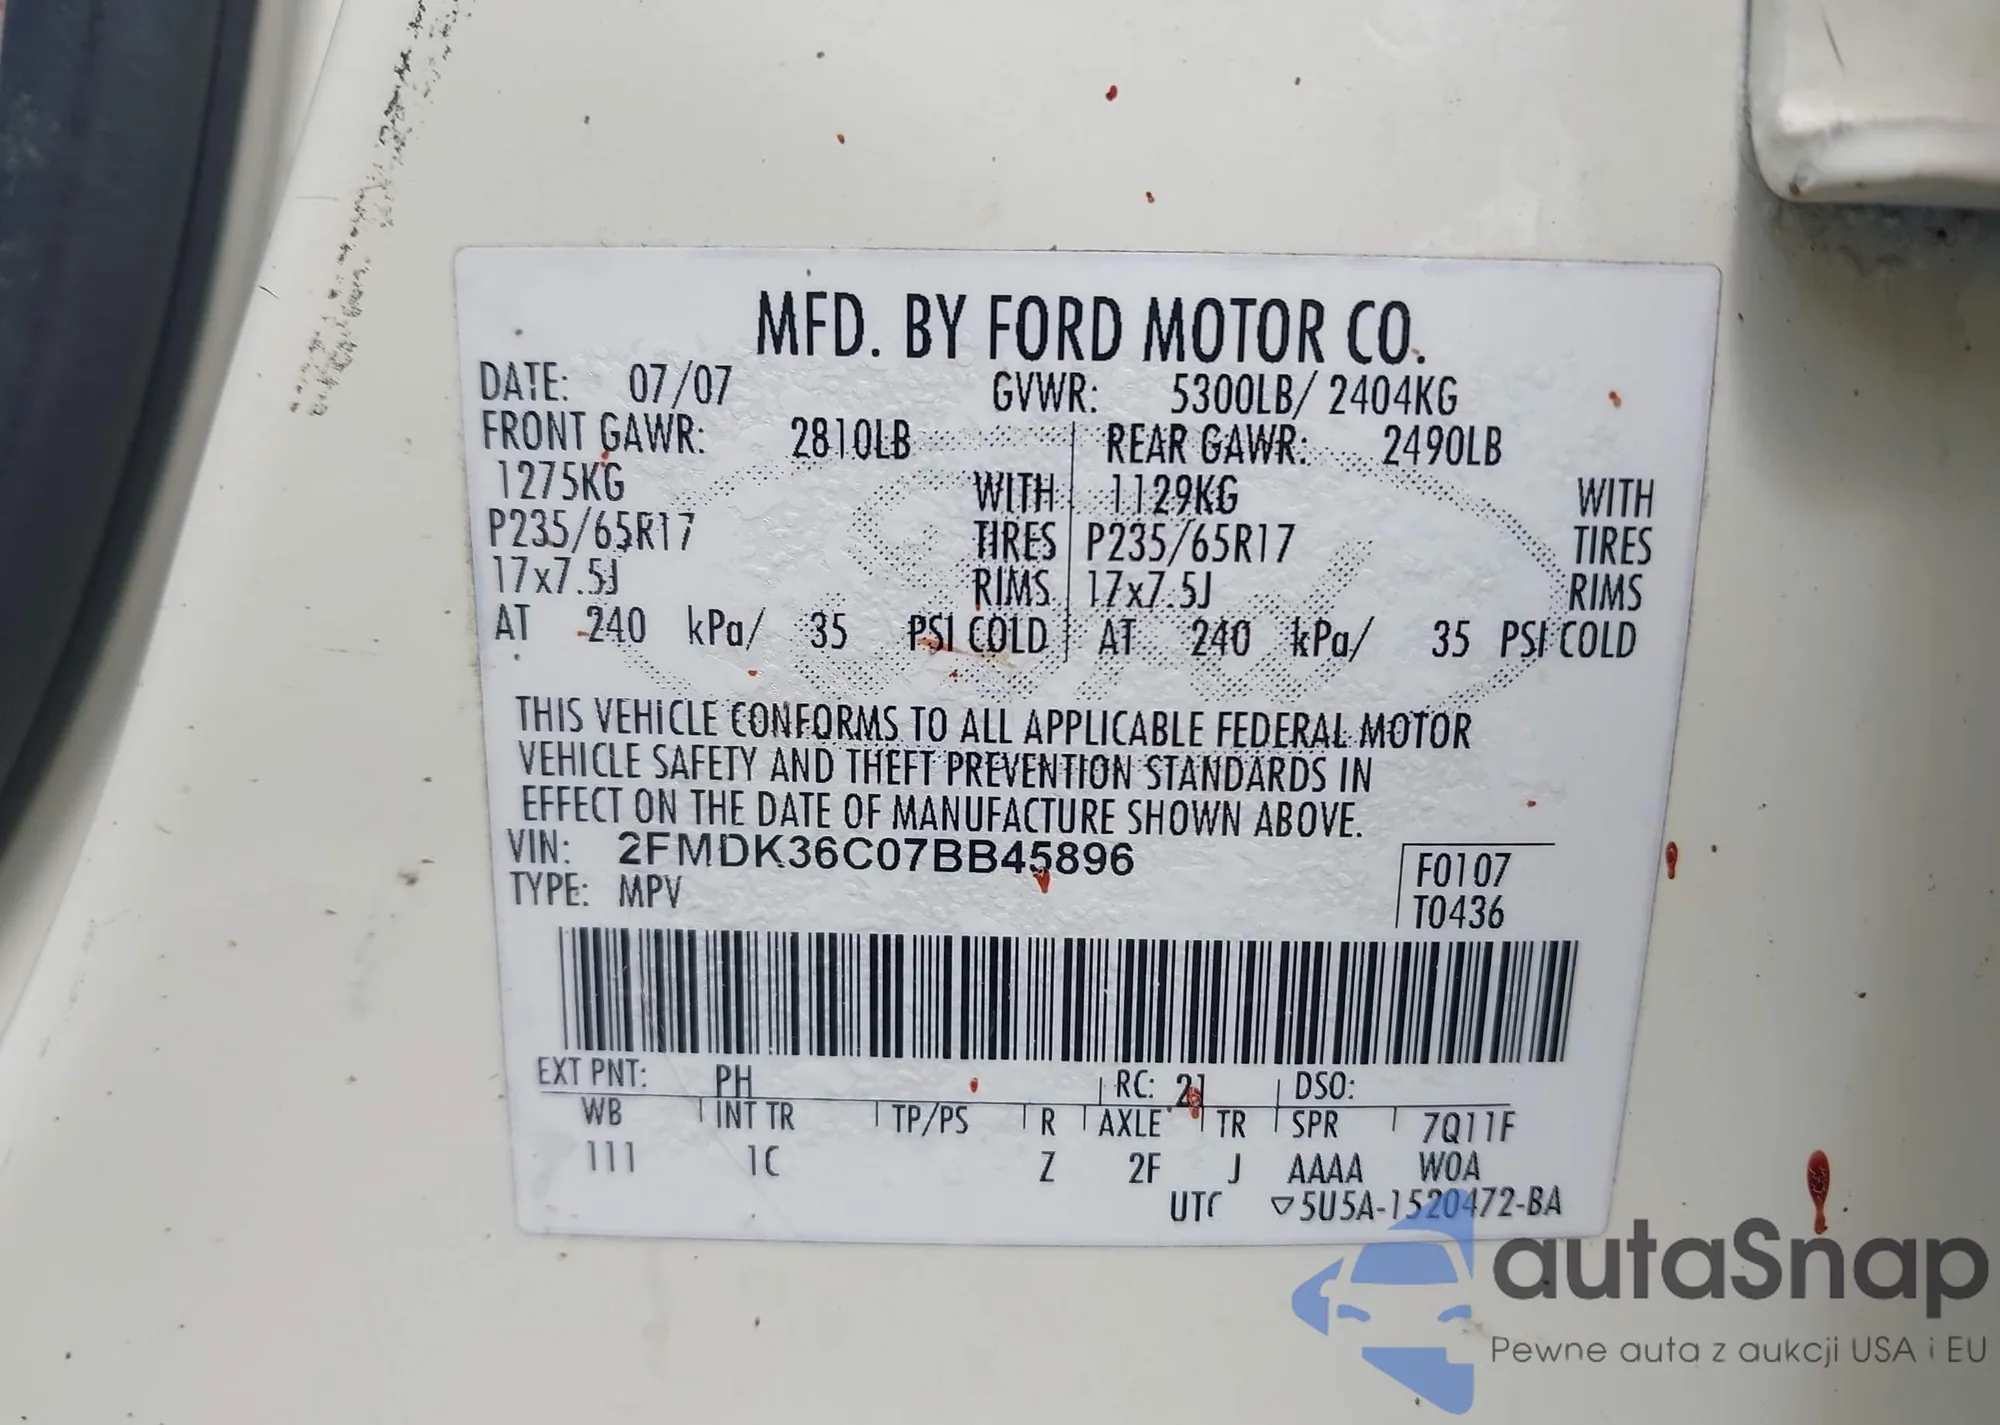 MFD. BY FORD MOTOR CO.
DATE: 07/07 GVWR: 5300LB/ 2404KG
FRONT GAWR: 2810LB REAR GAWR: 2490LB
1275KG WITH 1129KG WITH
P235/65R17 TIRES P235/65R17 TIRES
17x7.5J RIMS 17x7.5J RIMS
AT 240 kPa/ 35 PSI COLD AT 240 kPa/ 35 PSI COLD
THIS VEHICLE CONFORMS TO ALL APPLICABLE FEDERAL MOTOR
VEHICLE SAFETY AND THEFT PREVENTION STANDARDS IN
EFFECT ON THE DATE OF MANUFACTURE SHOWN ABOVE.
VIN: 2FMDK36C07BB45896
TYPE: MPV
F0107
T0436
EXT PNT: PH RC: 21 DSO:
WB INT TR TP/PS R AXLE TR SPR 7Q11F
111 1C Z 2F J AAAA WOA
UTC ▽5U5A-1520472-BA
autaSnap
Pewne auta z aukcji USA i EU